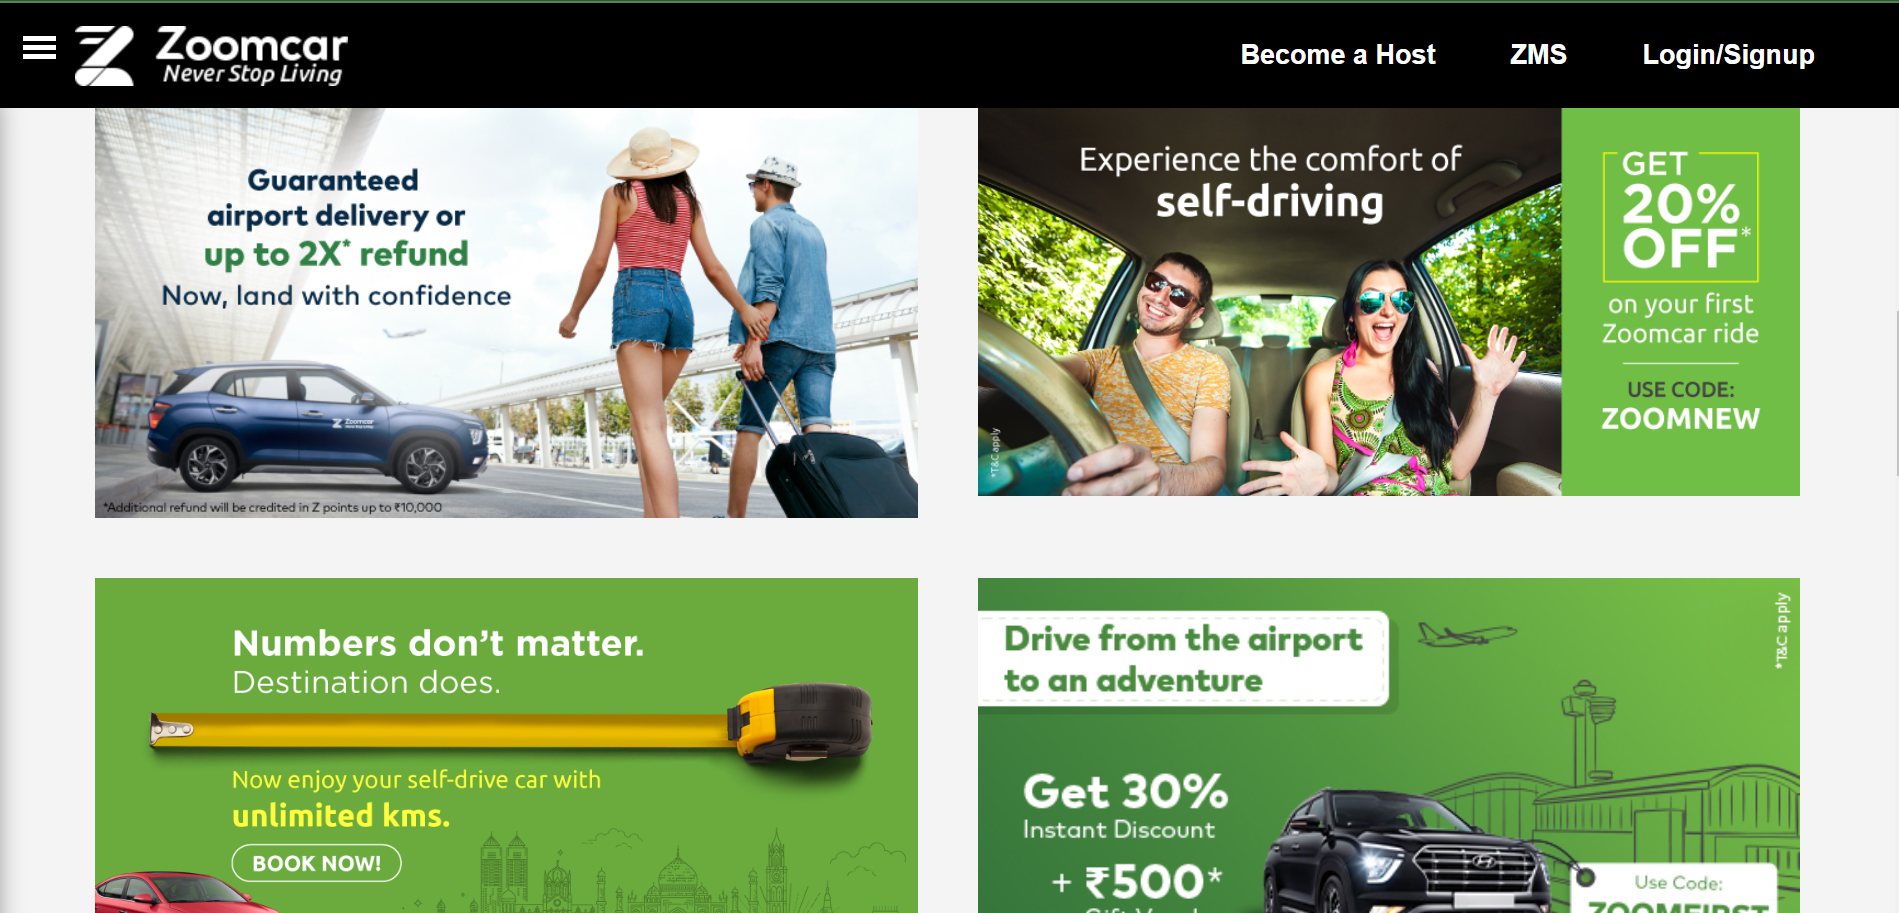 Zoomcar
Never Stop Living
Become a Host
ZMS
Login/Signup
Guaranteed
airport delivery or
up to 2X* refund
Now, land with confidence
Zoomcar
*Additional refund will be credited in Z points up to ₹10,000
Experience the comfort of
self-driving
*T&C apply
GET
20%
OFF*
on your first
Zoomcar ride
USE CODE:
ZOOMNEW
Numbers don't matter.
Destination does.
Now enjoy your self-drive car with
unlimited kms.
BOOK NOW!
Drive from the airport
to an adventure
*T&C apply
Get 30%
Instant Discount
+ ₹500*
Use Code:
ZOOMFIRST